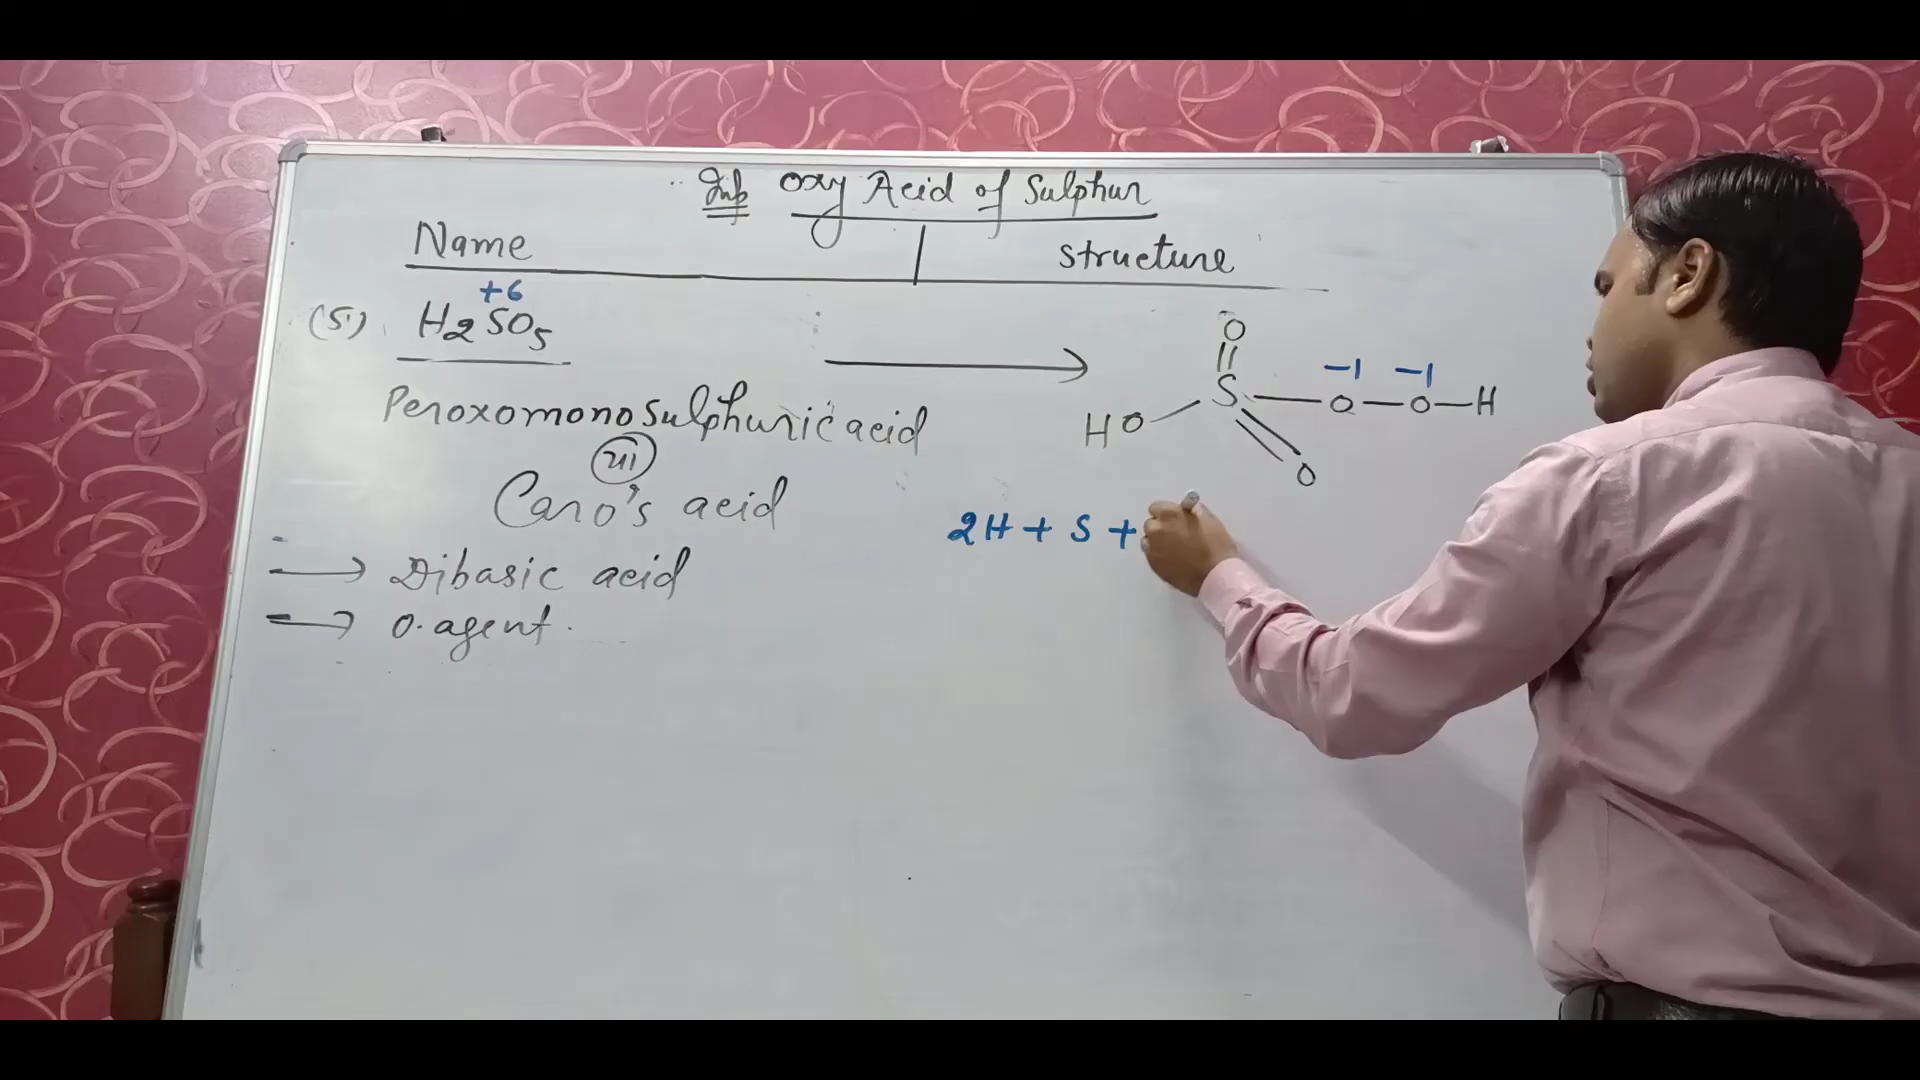 Imp Oxy Acid of Sulphur
Name | Structure
+6
(5) H2SO5
Peroxomonosulphuric acid
या
Caro's acid
→ Dibasic acid
→ O. agent.
O
||
HO S — O — O — H
-1 -1
O
2H + S +